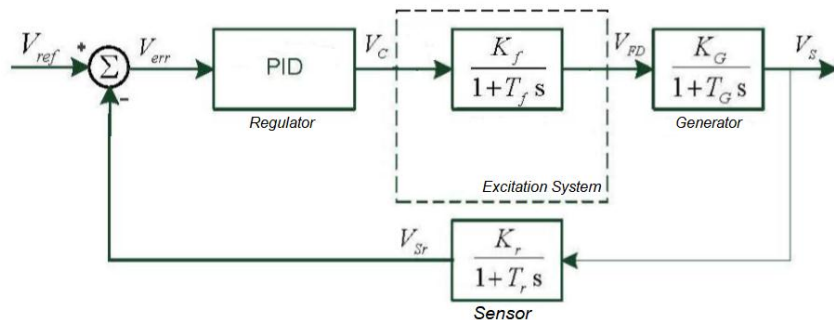 V_ref
+
Σ
-
V_err
PID
Regulator
V_C
K_f
1+T_f s
Excitation System
V_FD
K_G
1+T_G s
Generator
V_S
V_Sr
K_r
1+T_r s
Sensor